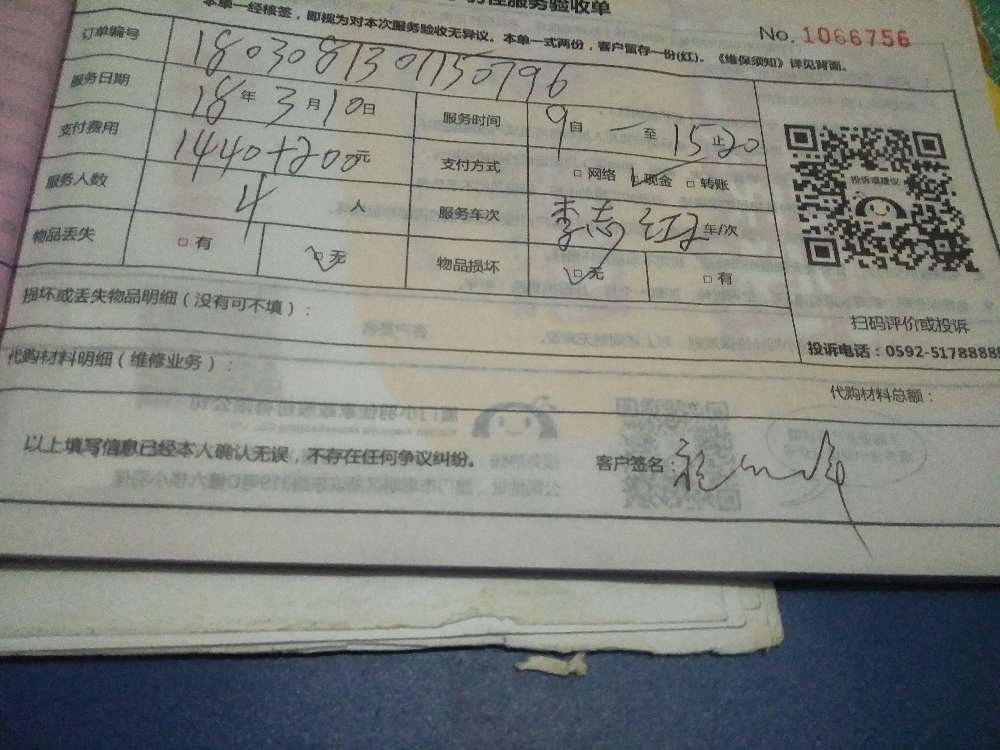 服务验收单
本单一经核签，即视为对本次服务验收无异议。本单一式两份，客户留存一份(红)。《维保须知》详见背面。
No. 1066756
订单编号 1803081301150796
服务日期 18年3月10日 服务时间 9自 至15止20
支付费用 1440+200元 支付方式 □网络 □现金 □转账
服务人数 4人 服务车次 李志红 车/次
物品丢失 □有 □无 物品损坏 □无 □有
投诉或建议
扫码评价或投诉
投诉电话：0592-5178888
损坏或丢失物品明细（没有可不填）：
代购材料明细（维修业务）：
代购材料总额：
以上填写信息已经本人确认无误，不存在任何争议纠纷。 客户签名：